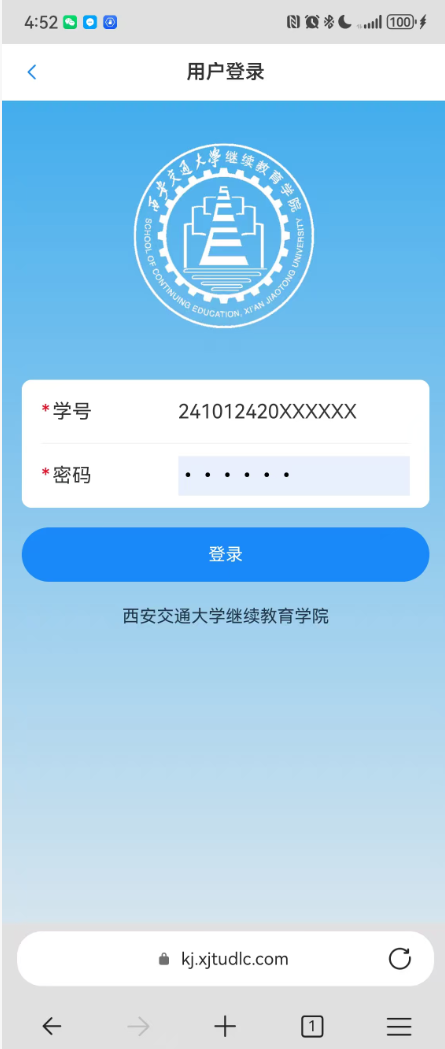 4:52
100
用户登录
西安交通大学继续教育学院
SCHOOL OF CONTINUING EDUCATION, XI'AN JIAOTONG UNIVERSITY
*学号 241012420XXXXXX
*密码 ••••••
登录
西安交通大学继续教育学院
kj.xjtudlc.com
1